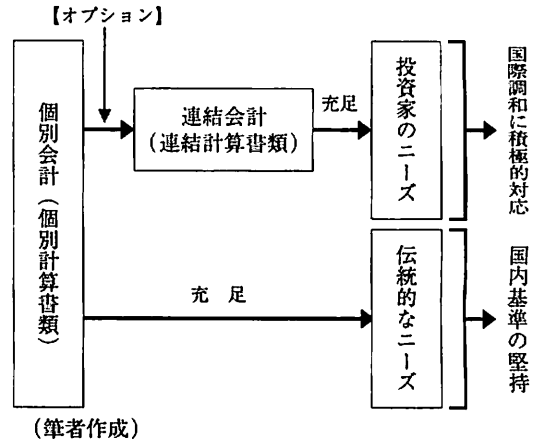 【オプション】
個別会計（個別計算書類）
連結会計
（連結計算書類）
充足
投資家のニーズ
国際調和に積極的対応
充 足
伝統的なニーズ
国内基準の堅持
（筆者作成）